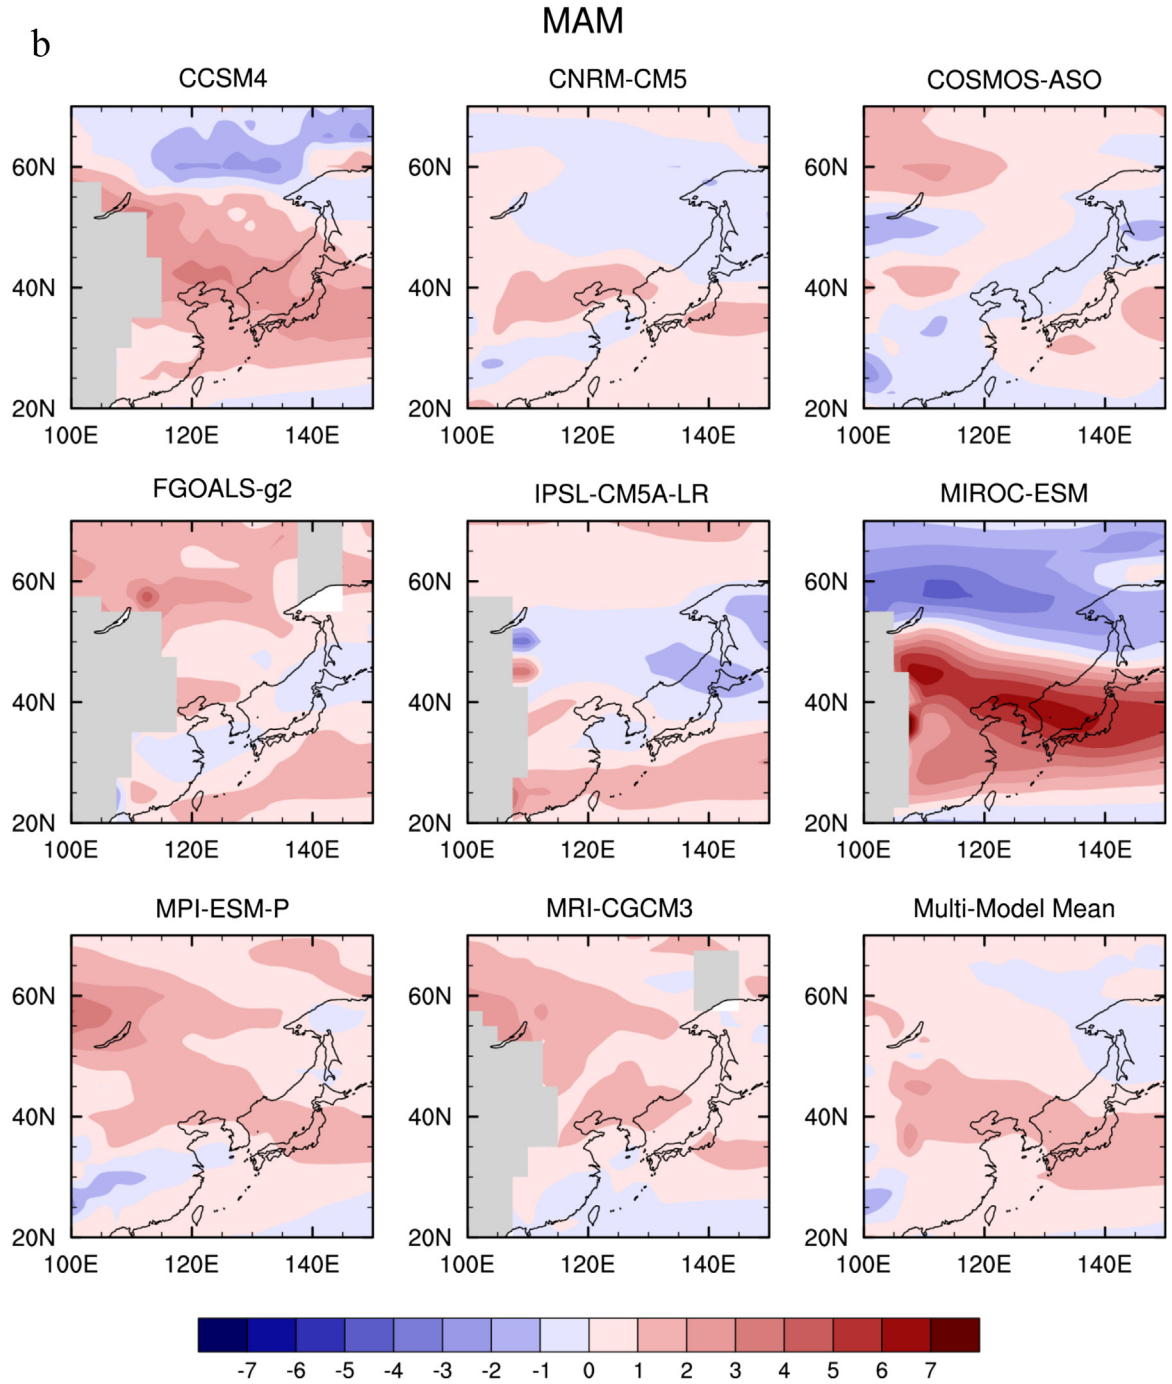 MAM
b
CCSM4 CNRM-CM5 COSMOS-ASO
60N 60N 60N
40N 40N 40N
20N 20N 20N
100E 120E 140E 100E 120E 140E 100E 120E 140E
FGOALS-g2 IPSL-CM5A-LR MIROC-ESM
60N 60N 60N
40N 40N 40N
20N 20N 20N
100E 120E 140E 100E 120E 140E 100E 120E 140E
MPI-ESM-P MRI-CGCM3 Multi-Model Mean
60N 60N 60N
40N 40N 40N
20N 20N 20N
100E 120E 140E 100E 120E 140E 100E 120E 140E
-7 -6 -5 -4 -3 -2 -1 0 1 2 3 4 5 6 7